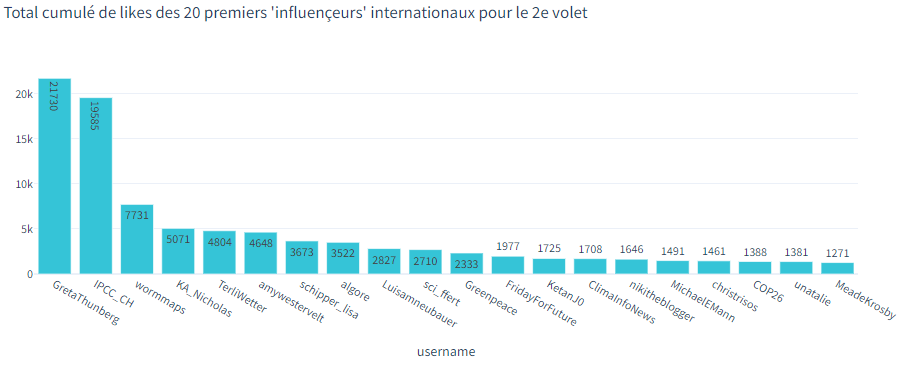 Total cumulé de likes des 20 premiers 'influençeurs' internationaux pour le 2e volet
20k
15k
10k
5k
0
21730
19585
7731
5071
4804
4648
3673
3522
2827
2710
2333
1977
1725
1708
1646
1491
1461
1388
1381
1271
GretaThunberg
IPCC_CH
wormmaps
KA_Nicholas
TerliWetter
amywestervelt
schipper_lisa
algore
Luisamneubauer
sci_ffert
Greenpeace
FridayForFuture
KetanJ0
ClimaInfoNews
nikitheblogger
MichaelEMann
christrisos
COP26
unatalie
MeadeKrosby
username